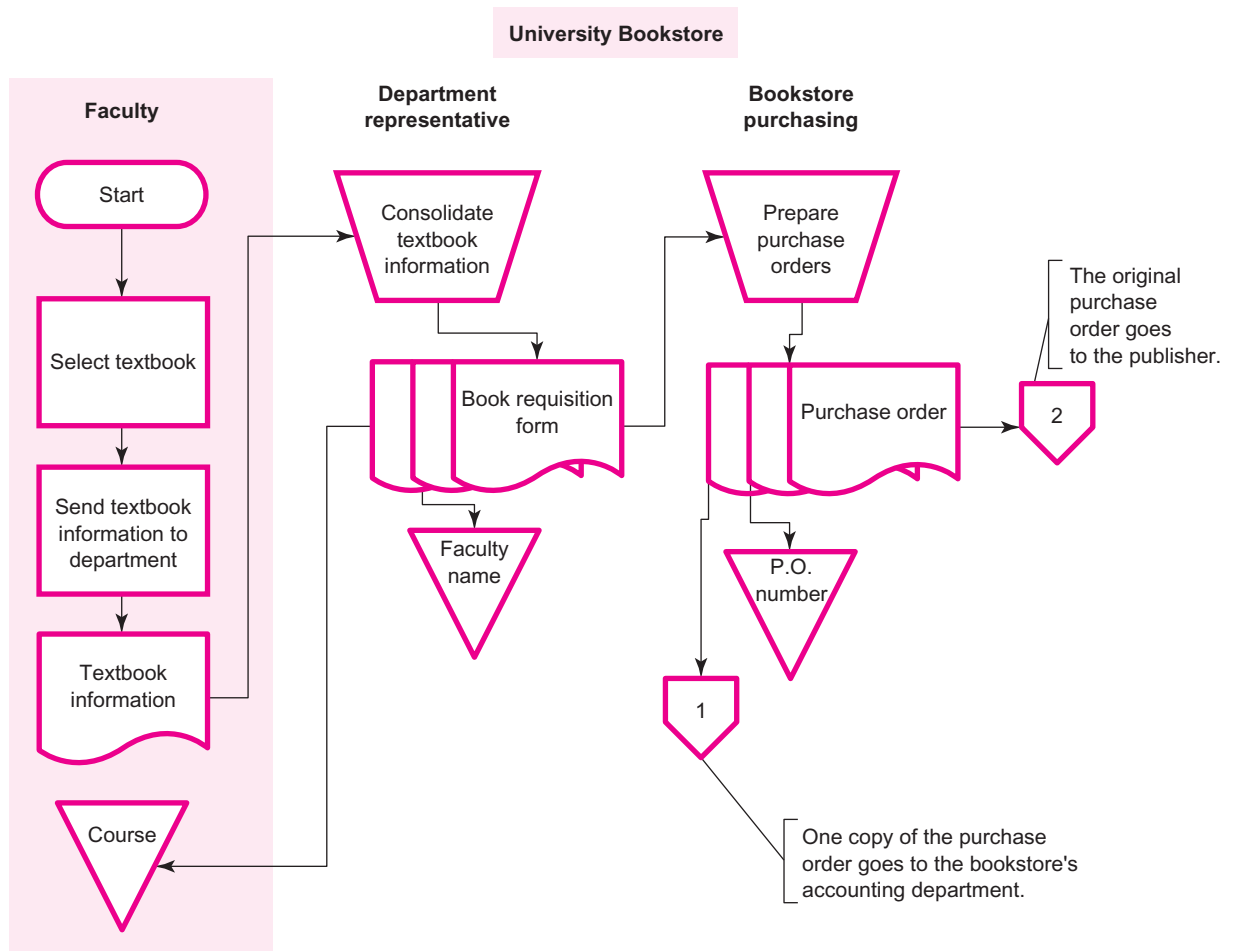 University Bookstore
Faculty
Department
representative
Bookstore
purchasing
Start
Select textbook
Send textbook
information to
department
Textbook
information
Course
Consolidate
textbook
information
Book requisition
form
Faculty
name
Prepare
purchase
orders
Purchase order
P.O.
number
1
2
The original
purchase
order goes
to the publisher.
One copy of the purchase
order goes to the bookstore's
accounting department.